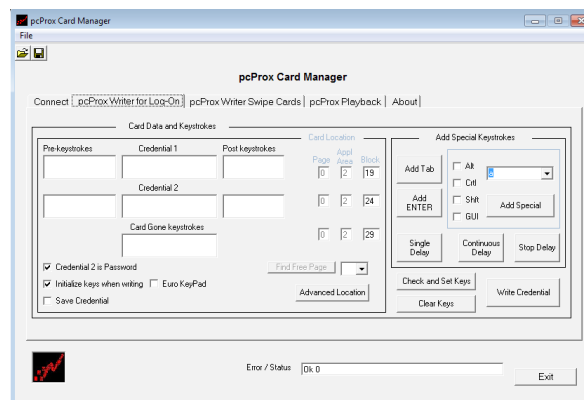 pcProx Card Manager
File
pcProx Card Manager
Connect pcProx Writer for Log-On pcProx Writer Swipe Cards pcProx Playback About
Card Data and Keystrokes
Card Location
Add Special Keystrokes
Pre-keystrokes Credential 1 Post keystrokes
Page Appl Area Block
0 2 19
Credential 2
0 2 24
Card Gone keystrokes
0 2 29
Add Tab
Alt
a
Crtl
Add ENTER
Shft
Add Special
GUI
Single Delay
Continuous Delay
Stop Delay
Credential 2 is Password
Find Free Page
Initialize keys when writing Euro KeyPad
Save Credential
Advanced Location
Check and Set Keys
Write Credential
Clear Keys
Error / Status Ok 0
Exit